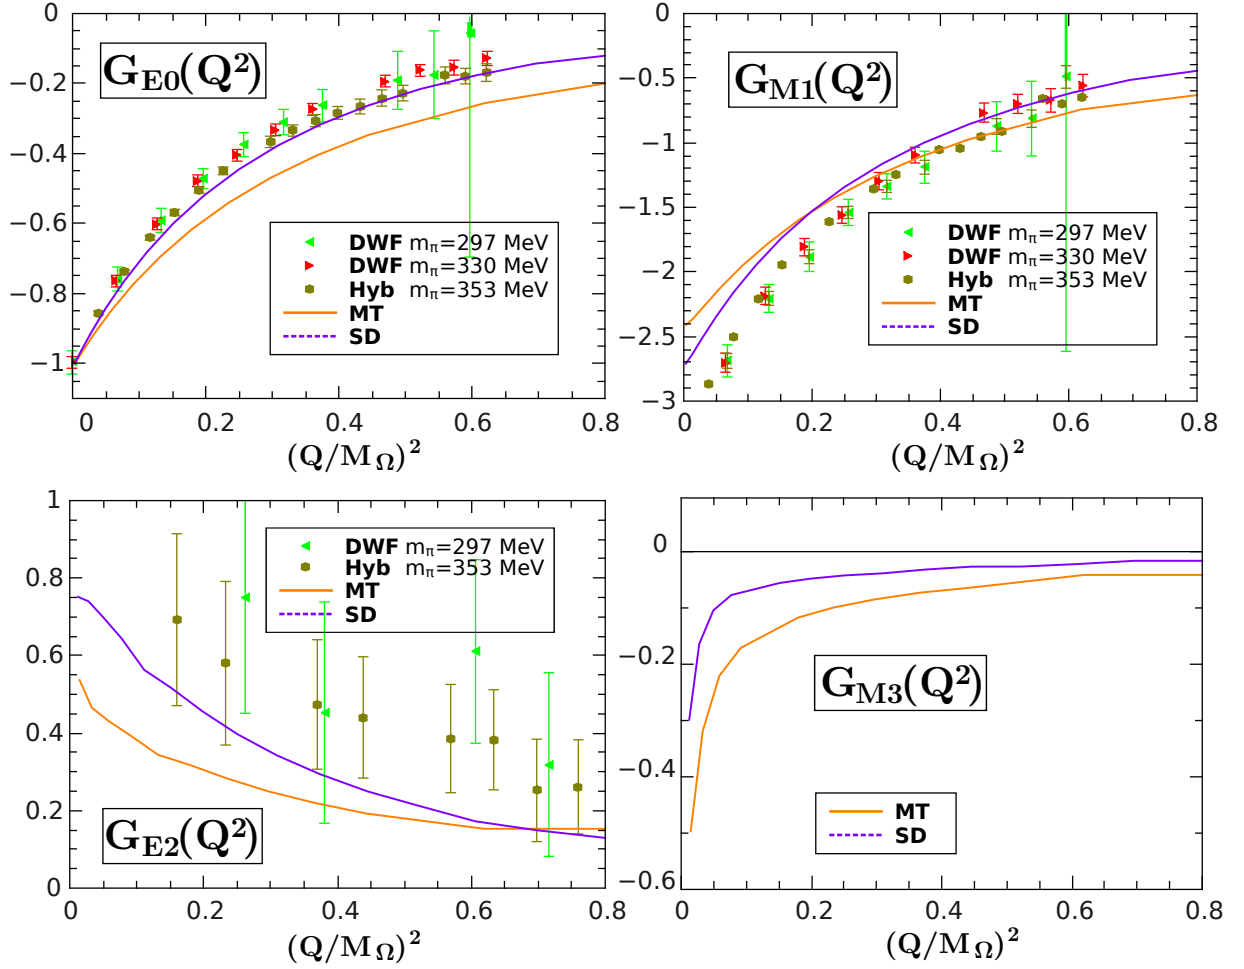 0
−0.2
−0.4
−0.6
−0.8
−1
G_E0(Q²)
DWF m_π=297 MeV
DWF m_π=330 MeV
Hyb m_π=353 MeV
MT
SD
0 0.2 0.4 0.6 0.8
(Q/M_Ω)²
0
−0.5
−1
−1.5
−2
−2.5
−3
G_M1(Q²)
DWF m_π=297 MeV
DWF m_π=330 MeV
Hyb m_π=353 MeV
MT
SD
0 0.2 0.4 0.6 0.8
(Q/M_Ω)²
1
0.8
0.6
0.4
0.2
0
DWF m_π=297 MeV
Hyb m_π=353 MeV
MT
SD
G_E2(Q²)
0 0.2 0.4 0.6 0.8
(Q/M_Ω)²
0
−0.2
−0.4
−0.6
G_M3(Q²)
MT
SD
0 0.2 0.4 0.6 0.8
(Q/M_Ω)²